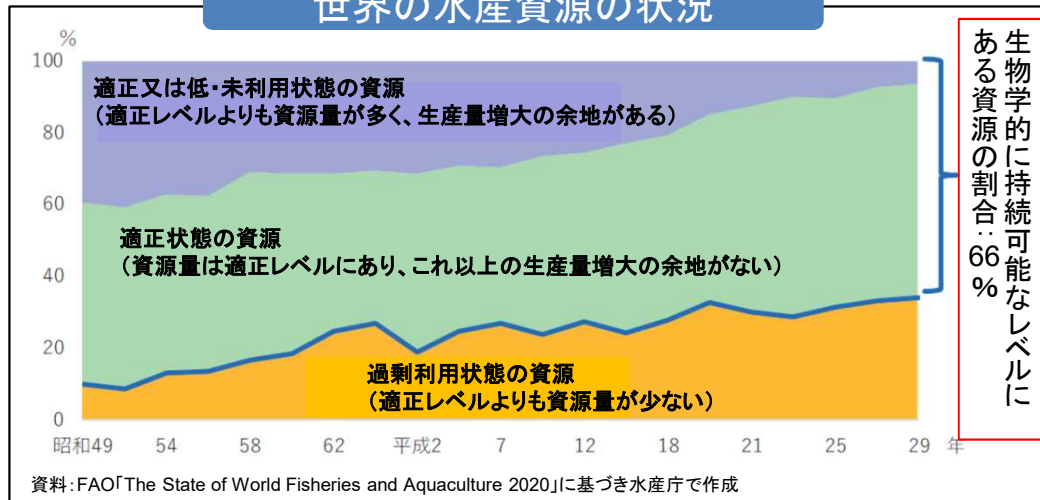 世界の水産資源の状況
%
100
80
60
40
20
0
適正又は低・未利用状態の資源
(適正レベルよりも資源量が多く、生産量増大の余地がある)
適正状態の資源
(資源量は適正レベルにあり、これ以上の生産量増大の余地がない)
過剰利用状態の資源
(適正レベルよりも資源量が少ない)
生物学的に持続可能なレベルに
ある資源の割合:66%
昭和49 54 58 62 平成2 7 12 18 21 25 29 年
資料:FAO「The State of World Fisheries and Aquaculture 2020」に基づき水産庁で作成